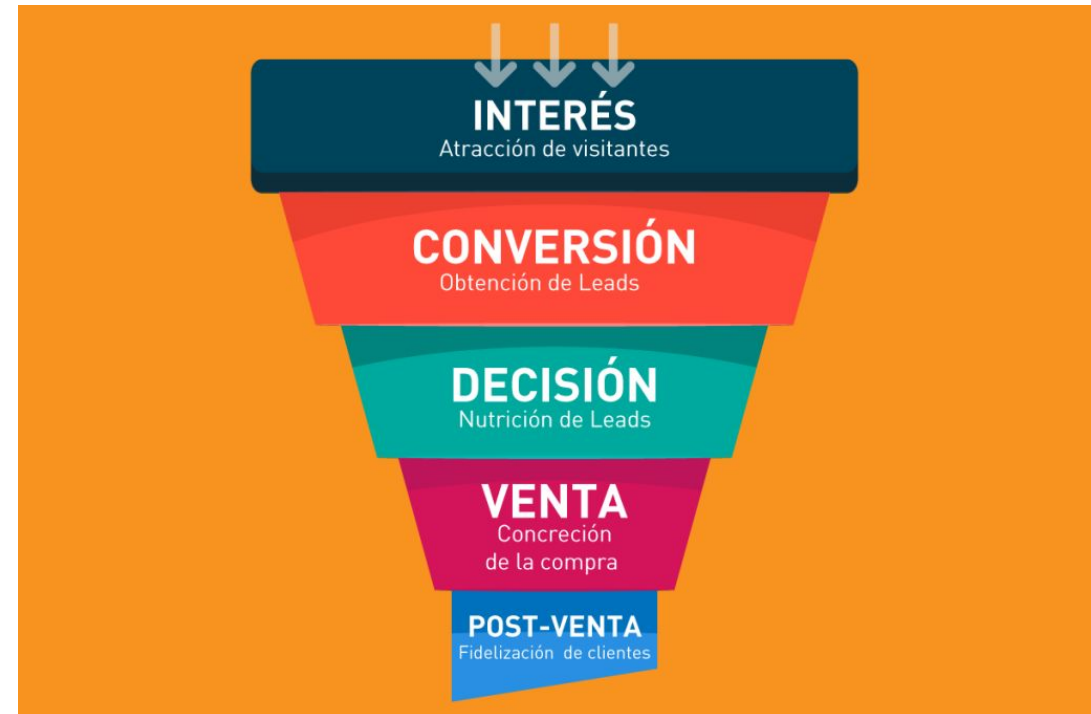 INTERÉS
Atracción de visitantes
CONVERSIÓN
Obtención de Leads
DECISIÓN
Nutrición de Leads
VENTA
Concreción
de la compra
POST-VENTA
Fidelización de clientes